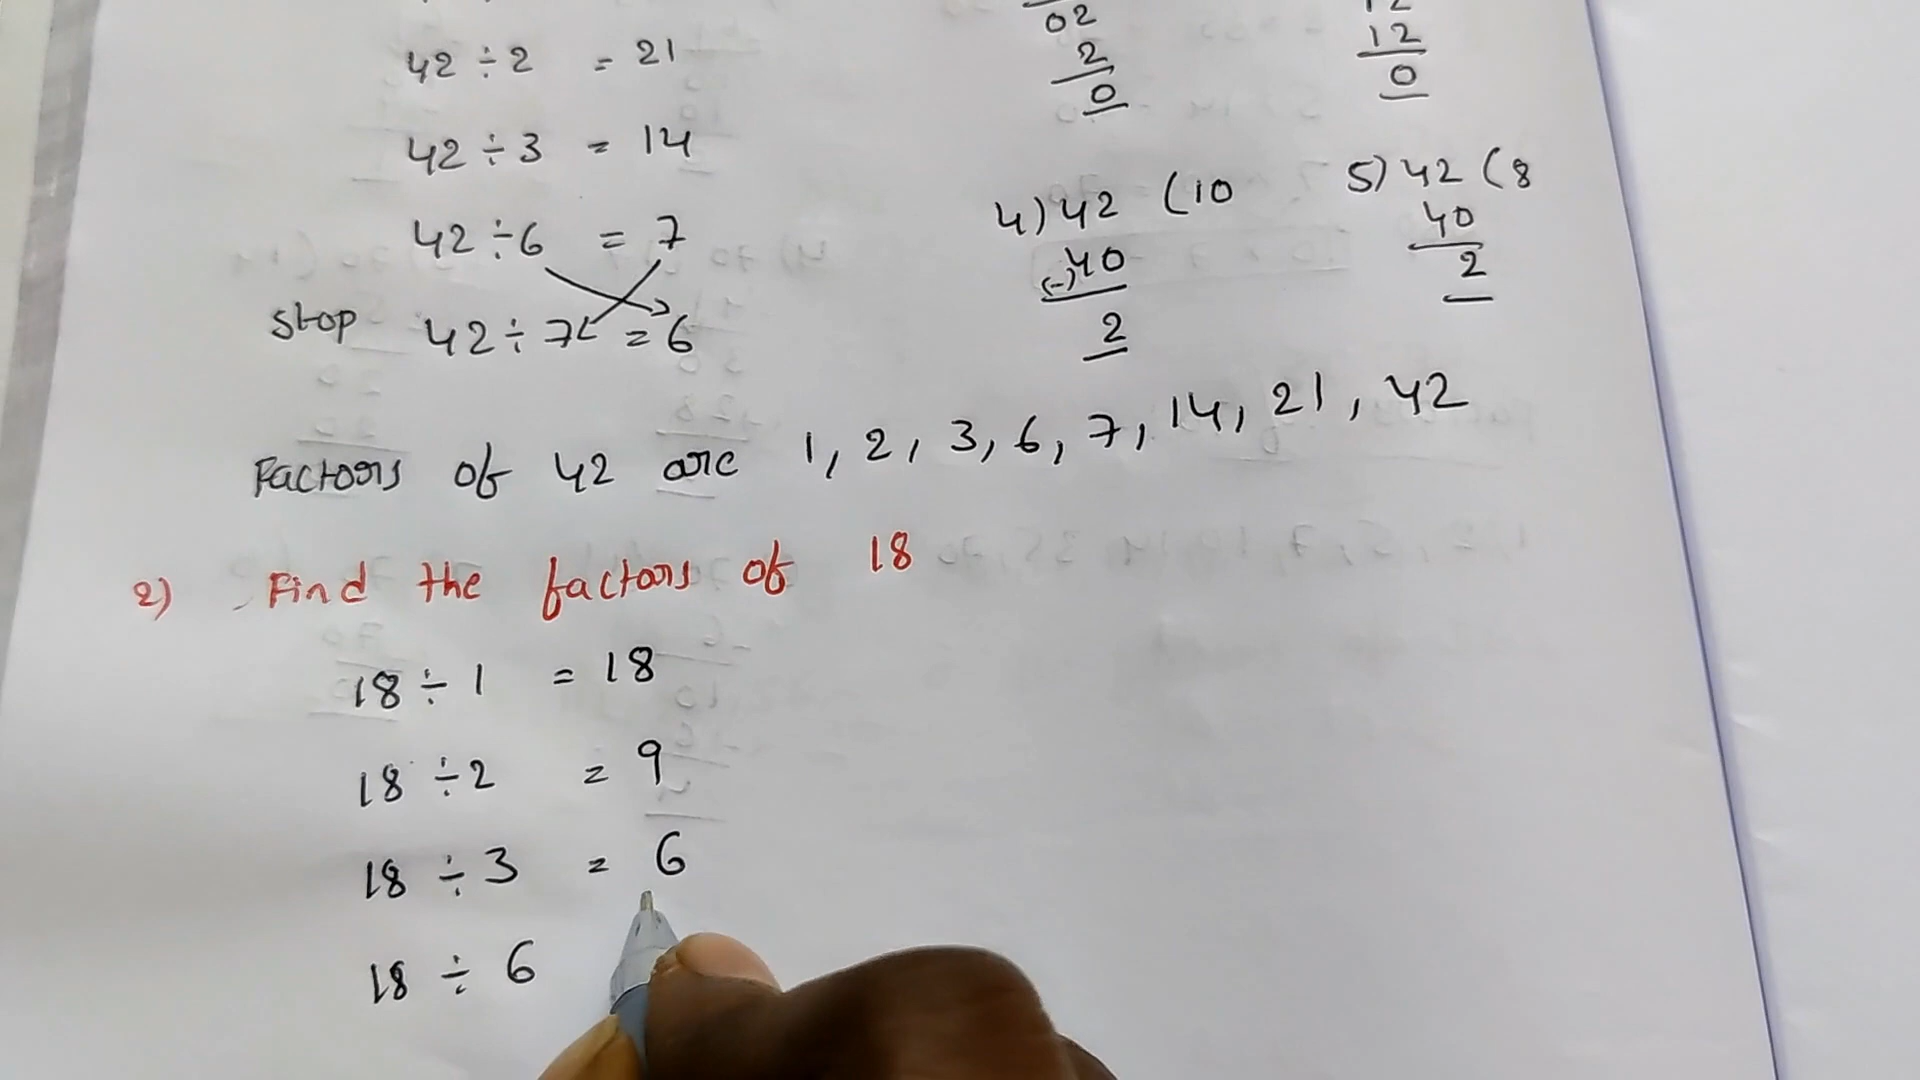 42 ÷ 2 = 21
42 ÷ 3 = 14
42 ÷ 6 = 7
stop 42 ÷ 7 = 6
02
2
0
12
12
0
4) 42 ( 10
(-) 40
2
5) 42 ( 8
40
2
Factors of 42 are 1, 2, 3, 6, 7, 14, 21, 42
2) Find the factors of 18
18 ÷ 1 = 18
18 ÷ 2 = 9
18 ÷ 3 = 6
18 ÷ 6